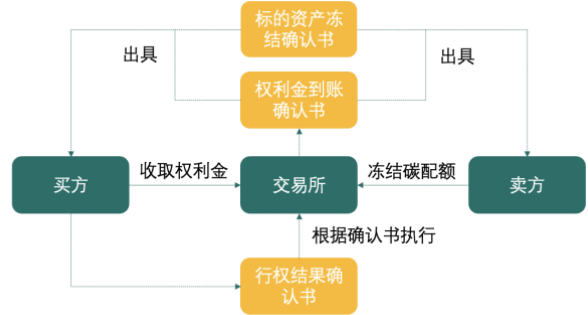 标的资产冻
结确认书
出具
出具
权利金到账
确认书
买方
收取权利金
交易所
冻结碳配额
卖方
根据确认书执行
行权结果确
认书